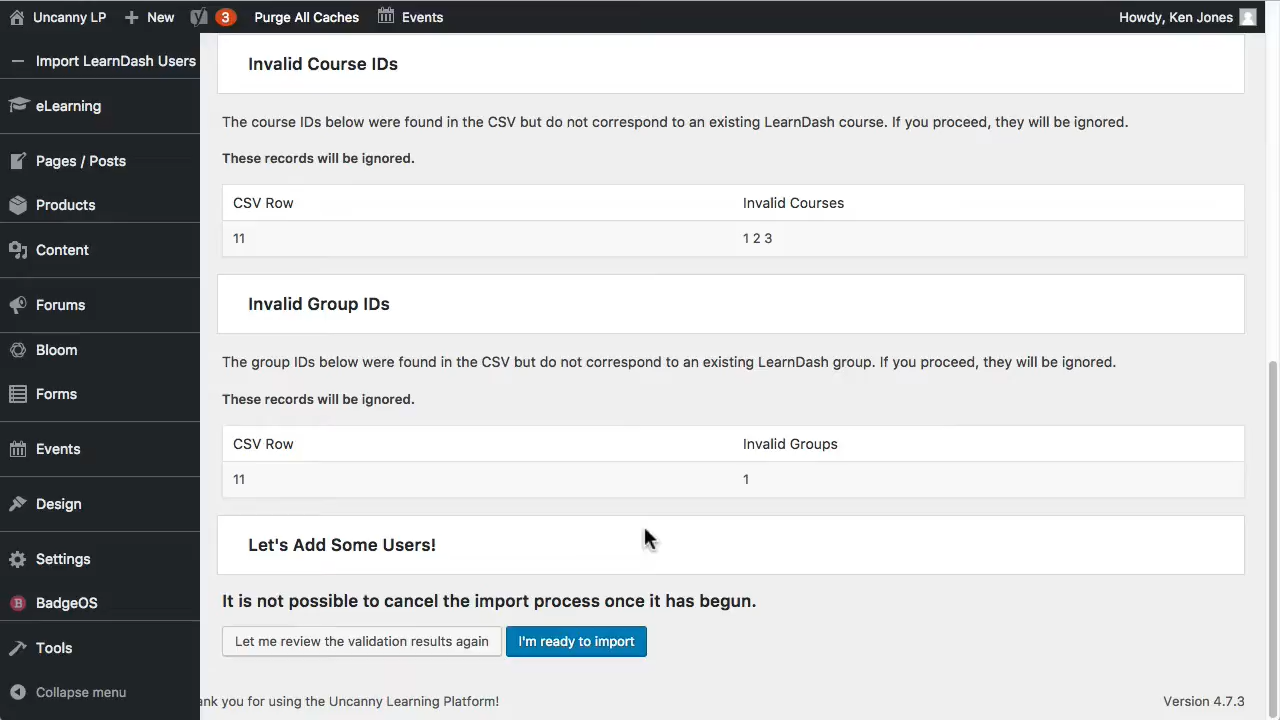 Uncanny LP
New
3
Purge All Caches
Events
Howdy, Ken Jones
Import LearnDash Users
eLearning
Pages / Posts
Products
Content
Forums
Bloom
Forms
Events
Design
Settings
BadgeOS
Tools
Collapse menu
Invalid Course IDs
The course IDs below were found in the CSV but do not correspond to an existing LearnDash course. If you proceed, they will be ignored.
These records will be ignored.
CSV Row Invalid Courses
11 1 2 3
Invalid Group IDs
The group IDs below were found in the CSV but do not correspond to an existing LearnDash group. If you proceed, they will be ignored.
These records will be ignored.
CSV Row Invalid Groups
11 1
Let's Add Some Users!
It is not possible to cancel the import process once it has begun.
Let me review the validation results again
I'm ready to import
ank you for using the Uncanny Learning Platform!
Version 4.7.3